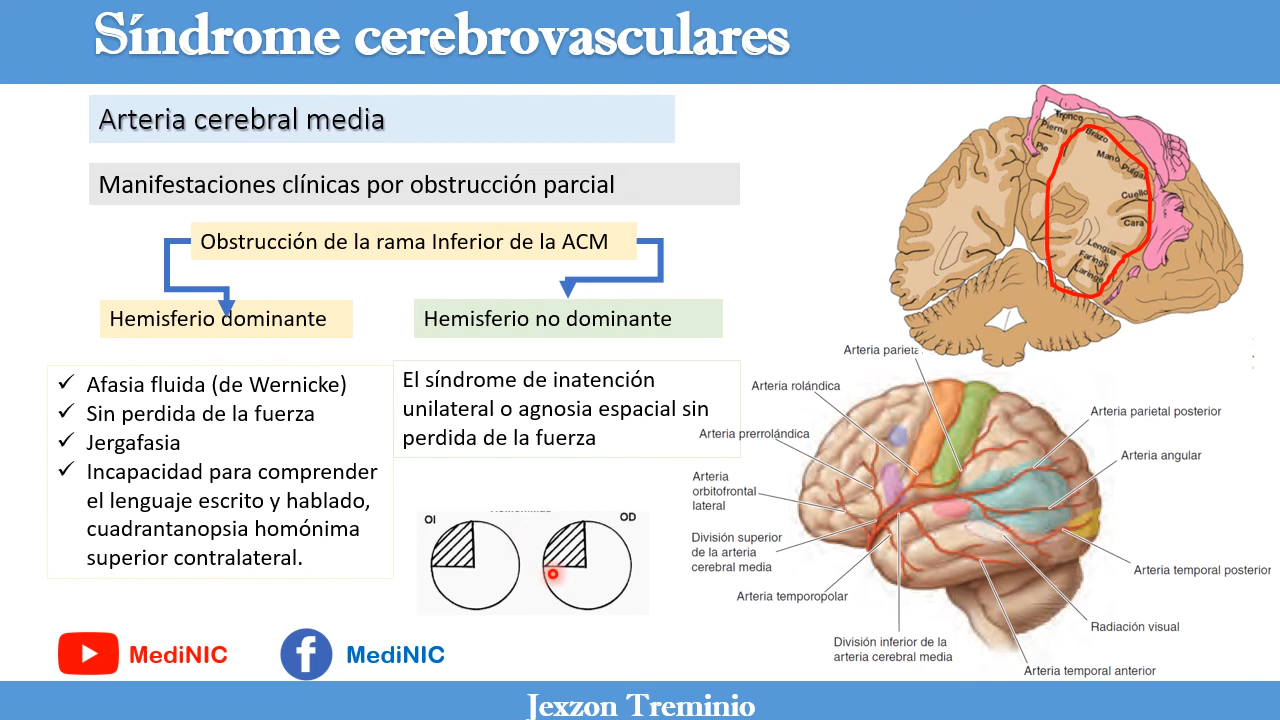 Síndrome cerebrovasculares
Arteria cerebral media
Manifestaciones clínicas por obstrucción parcial
Obstrucción de la rama Inferior de la ACM
Hemisferio dominante
Hemisferio no dominante
✓ Afasia fluida (de Wernicke)
✓ Sin perdida de la fuerza
✓ Jergafasia
✓ Incapacidad para comprender
el lenguaje escrito y hablado,
cuadrantanopsia homónima
superior contralateral.
El síndrome de inatención
unilateral o agnosia espacial sin
perdida de la fuerza
OI
OD
Tronco
Pierna
Pie
Brazo
Mano
Pulgar
Cuello
Cara
Lengua
Faringe
Laringe
Arteria
Arteria rolándica
Arteria prerrolándica
Arteria
orbitofrontal
lateral
División superior
de la arteria
cerebral media
Arteria temporopolar
División inferior de la
arteria cerebral media
Arteria parietal posterior
Arteria angular
Arteria temporal posterior
Radiación visual
Arteria temporal anterior
MediNIC
MediNIC
Jexzon Treminio